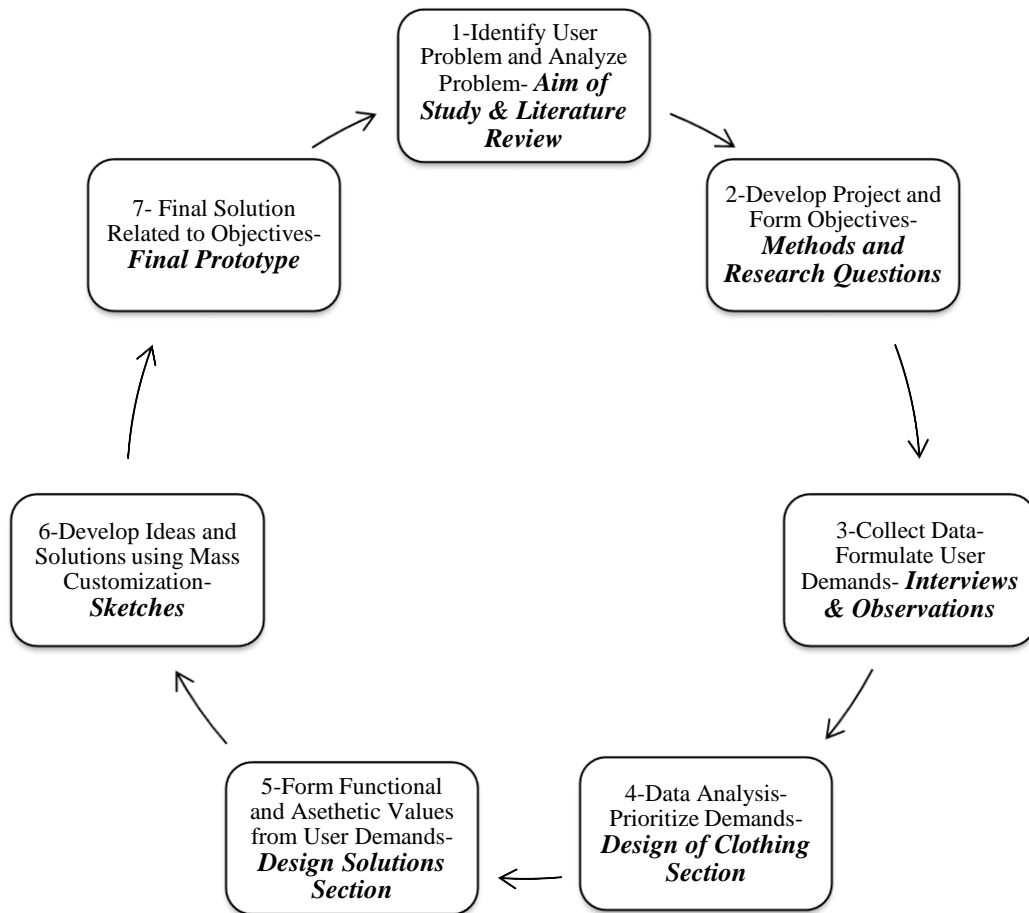 1-Identify User
Problem and Analyze
Problem- Aim of
Study & Literature
Review
2-Develop Project and
Form Objectives-
Methods and
Research Questions
3-Collect Data-
Formulate User
Demands- Interviews
& Observations
4-Data Analysis-
Prioritize Demands-
Design of Clothing
Section
5-Form Functional
and Asethetic Values
from User Demands-
Design Solutions
Section
6-Develop Ideas and
Solutions using Mass
Customization-
Sketches
7- Final Solution
Related to Objectives-
Final Prototype